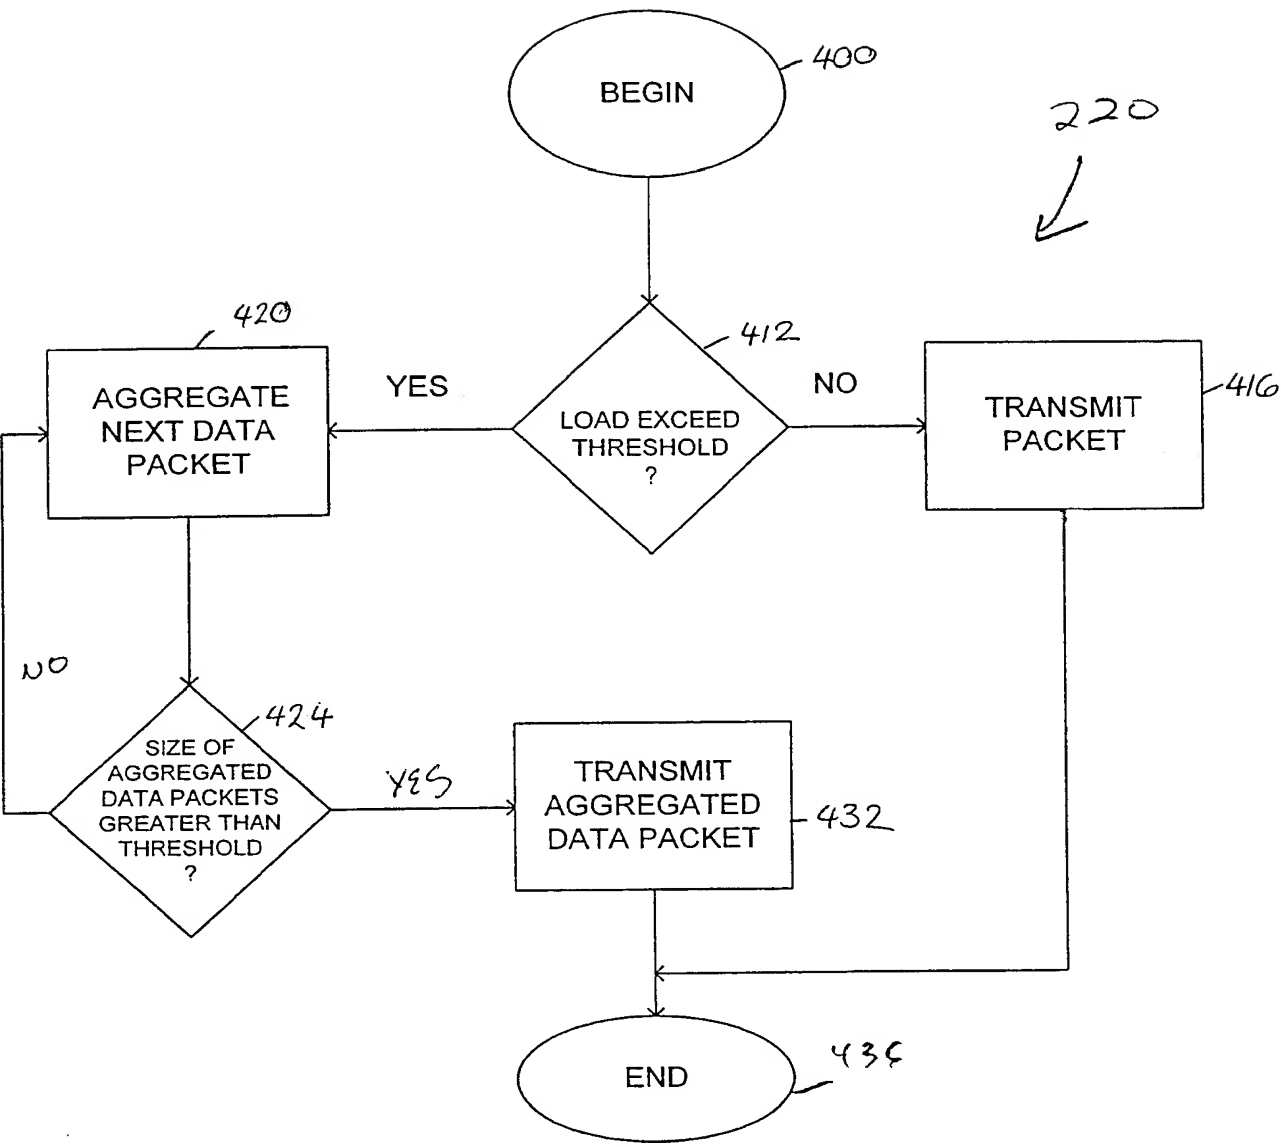 BEGIN
400
220
420
412
YES
NO
416
AGGREGATE
NEXT DATA
PACKET
LOAD EXCEED
THRESHOLD
?
TRANSMIT
PACKET
NO
424
SIZE OF
AGGREGATED
DATA PACKETS
GREATER THAN
THRESHOLD
?
YES
TRANSMIT
AGGREGATED
DATA PACKET
432
END